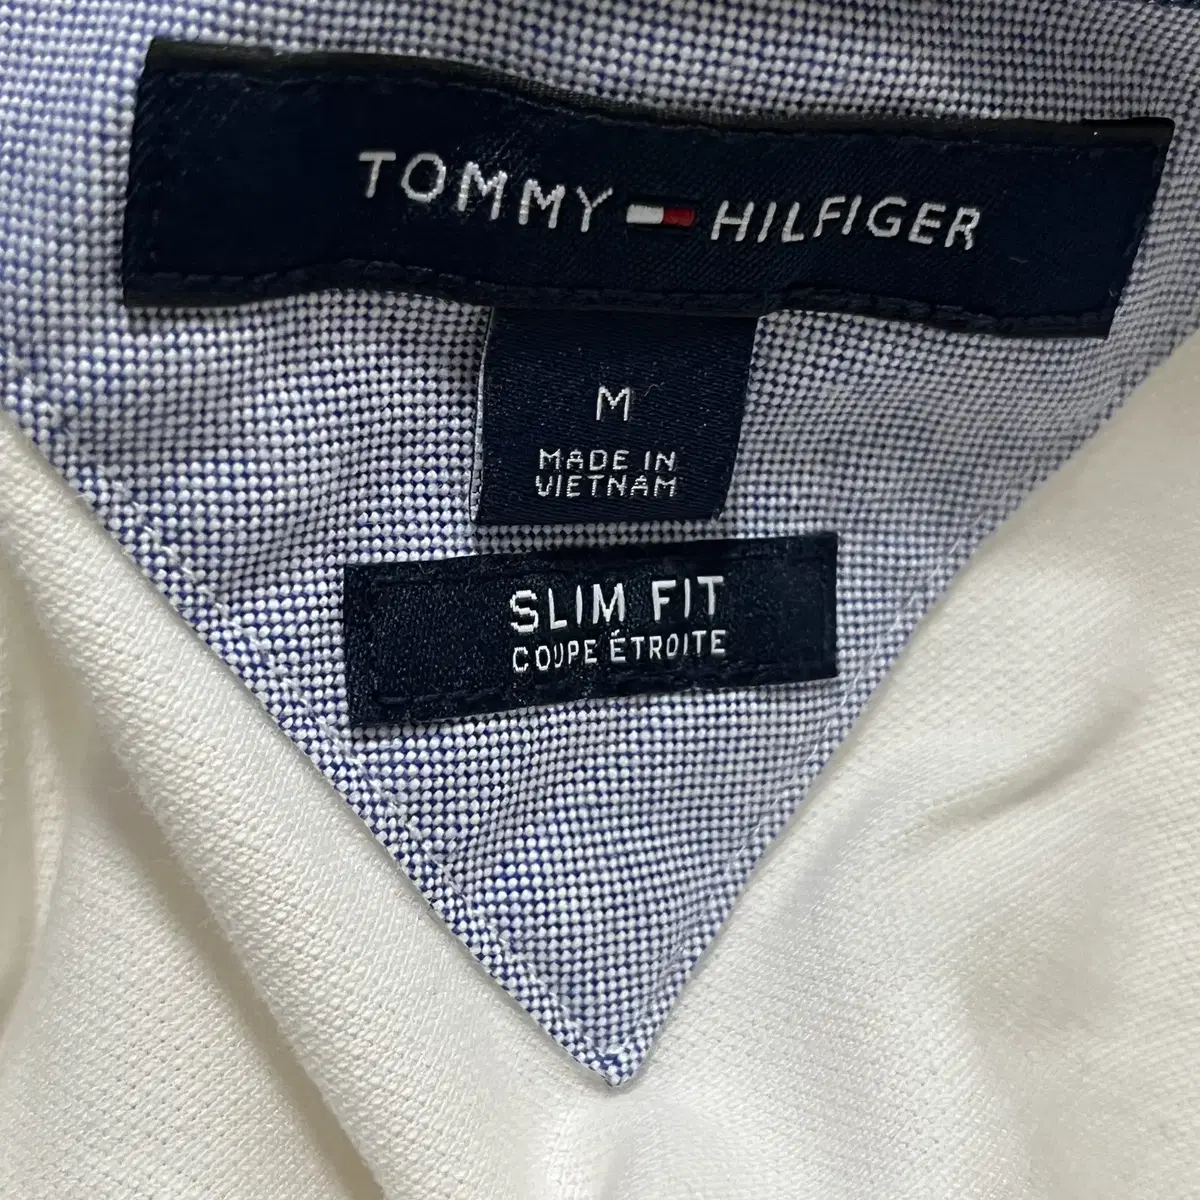 TOMMY HILFIGER
M
MADE IN
VIETNAM
SLIM FIT
COUPE ÉTROITE